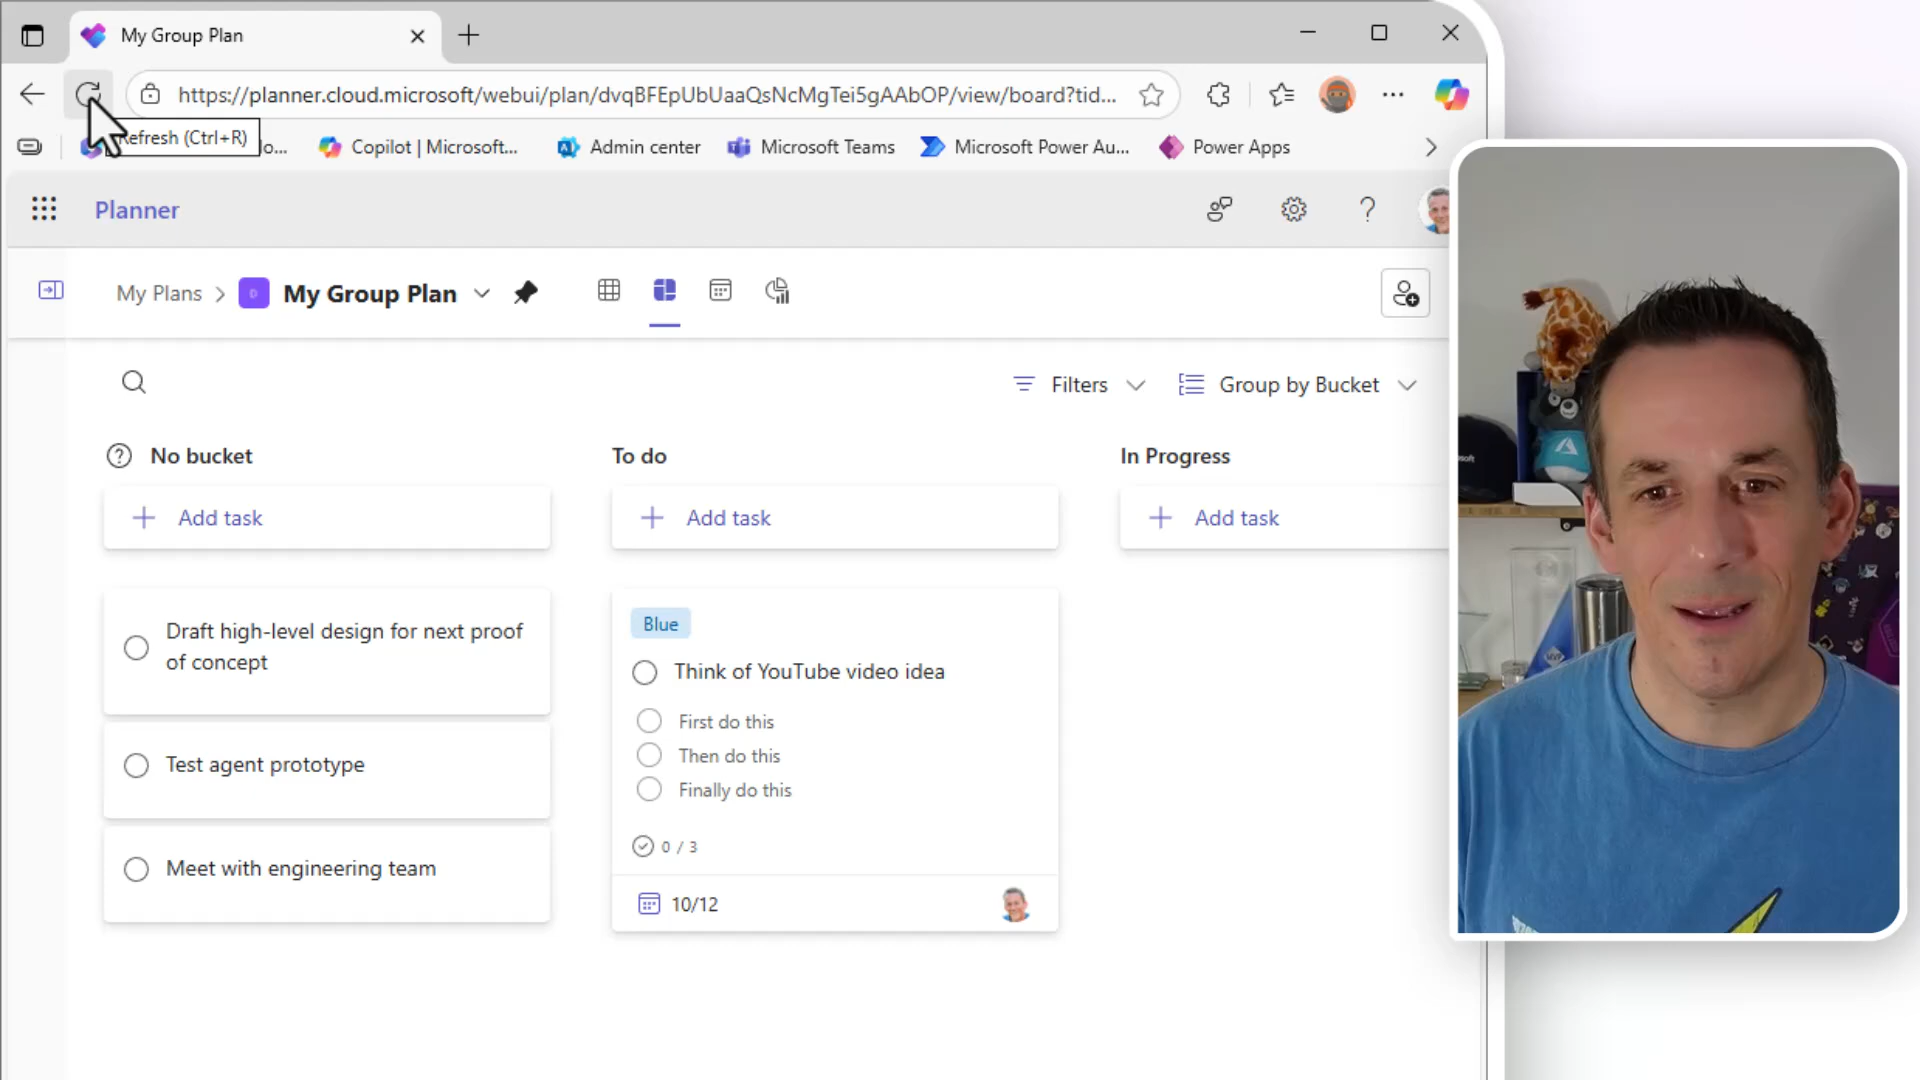 My Group Plan
https://planner.cloud.microsoft/webui/plan/dvqBFEpUbUaaQsNcMgTei5gAAbOP/view/board?tid...
Refresh (Ctrl+R)
Copilot | Microsoft...
Admin center
Microsoft Teams
Microsoft Power Au...
Power Apps
Planner
My Plans
My Group Plan
Filters
Group by Bucket
No bucket
Add task
Draft high-level design for next proof
of concept
Test agent prototype
Meet with engineering team
To do
Add task
Blue
Think of YouTube video idea
First do this
Then do this
Finally do this
0 / 3
10/12
In Progress
Add task